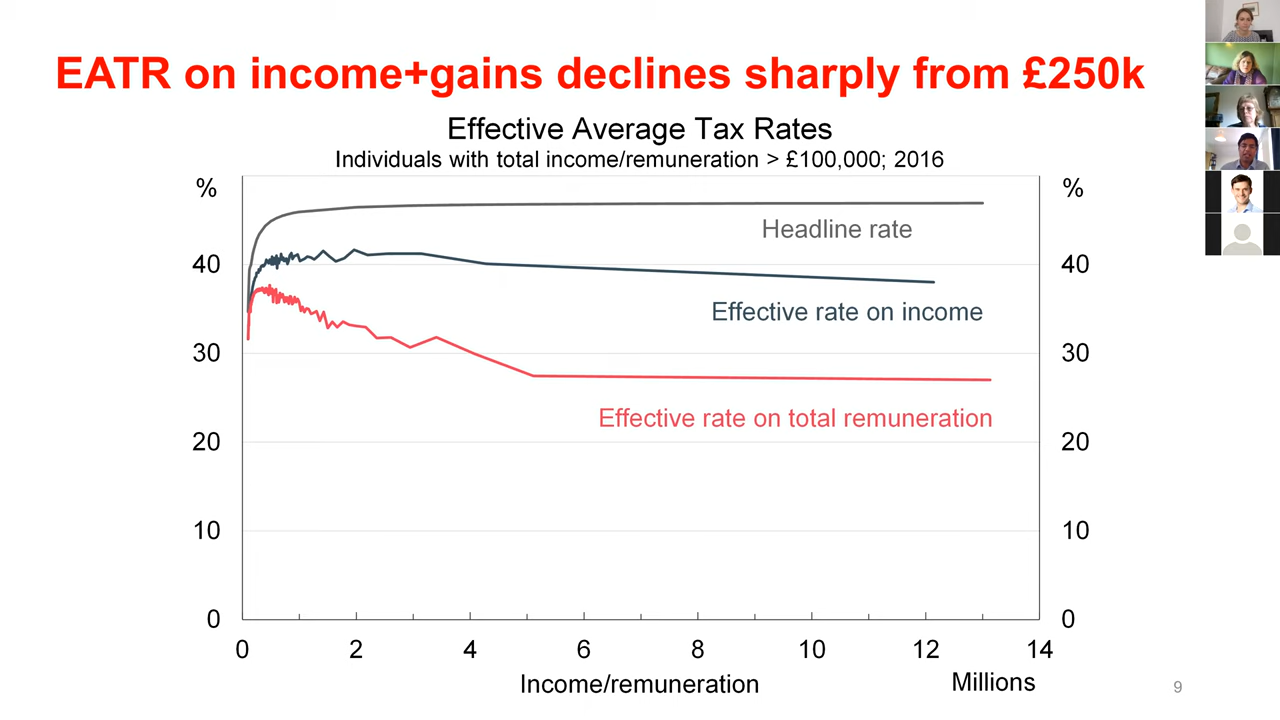 EATR on income+gains declines sharply from £250k
Effective Average Tax Rates
Individuals with total income/remuneration > £100,000; 2016
% %
Headline rate
40 40
Effective rate on income
30 30
Effective rate on total remuneration
20 20
10 10
0 0
0 2 4 6 8 10 12 14
Income/remuneration Millions
9